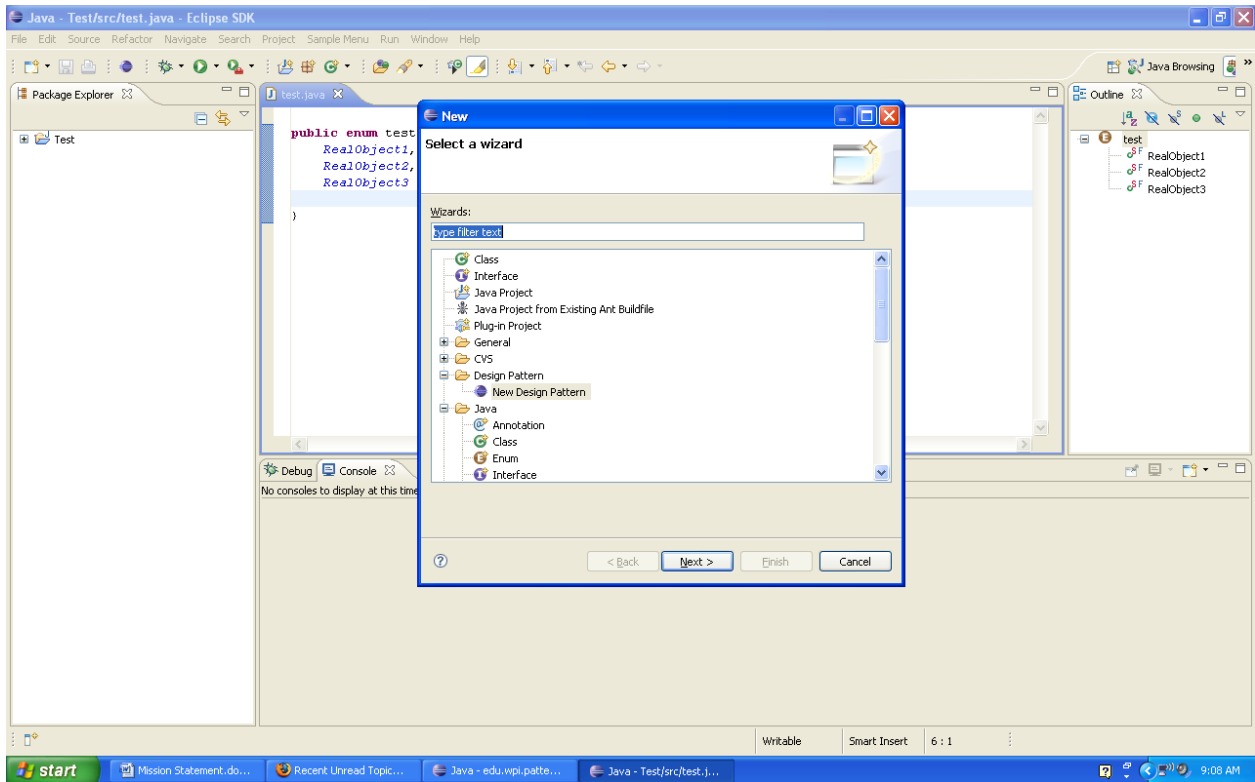 Java - Test/src/test.java - Eclipse SDK
File Edit Source Refactor Navigate Search Project Sample Menu Run Window Help
Java Browsing
Package Explorer
test.java
Outline
Test
public enum test
RealObject1,
RealObject2,
RealObject3
)
New
Select a wizard
Wizards:
type filter text
Class
Interface
Java Project
Java Project from Existing Ant Buildfile
Plug-in Project
General
CVS
Design Pattern
New Design Pattern
Java
Annotation
Class
Enum
Interface
< Back Next > Finish Cancel
test
RealObject1
RealObject2
RealObject3
Debug Console
No consoles to display at this time
Writable Smart Insert 6 : 1
start Mission Statement.do... Recent Unread Topic... Java - edu.wpi.patte... Java - Test/src/test.j... 9:08 AM